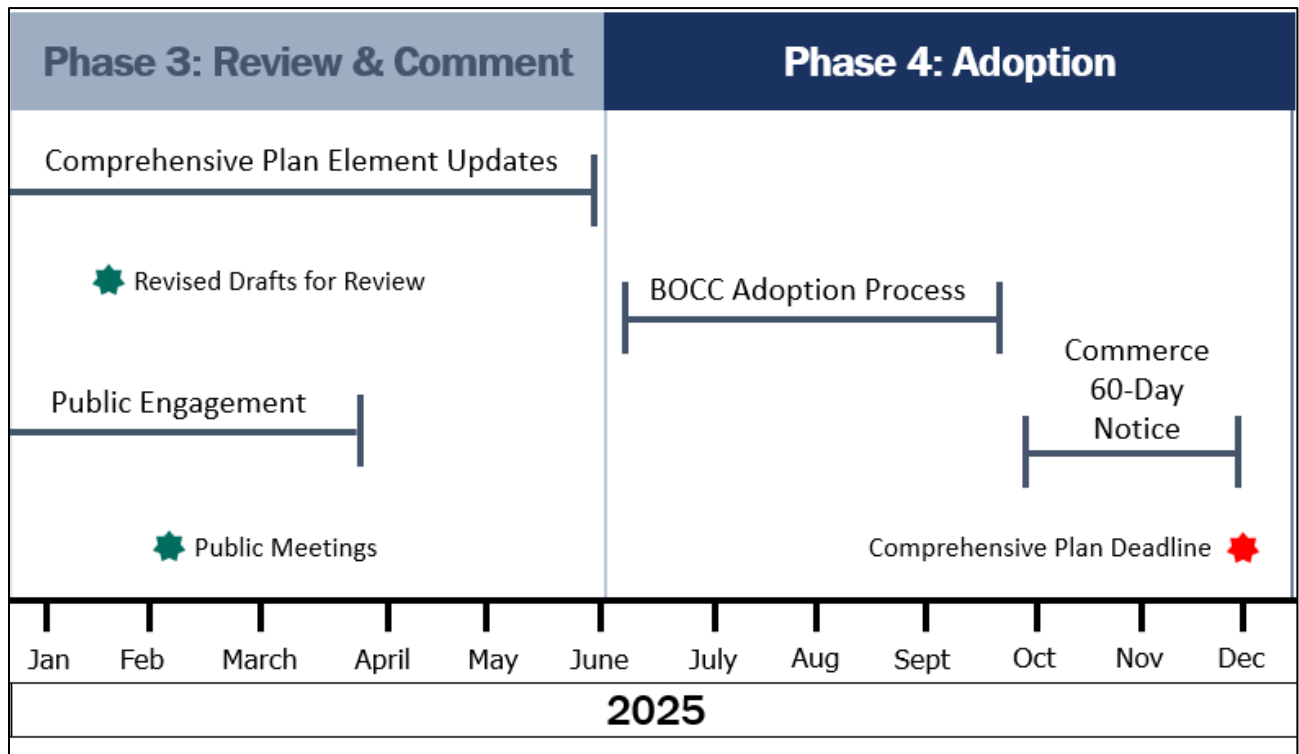 Phase 3: Review & Comment
Phase 4: Adoption
Comprehensive Plan Element Updates
Revised Drafts for Review
BOCC Adoption Process
Commerce
60-Day
Notice
Public Engagement
Public Meetings
Comprehensive Plan Deadline
Jan Feb March April May June July Aug Sept Oct Nov Dec
2025